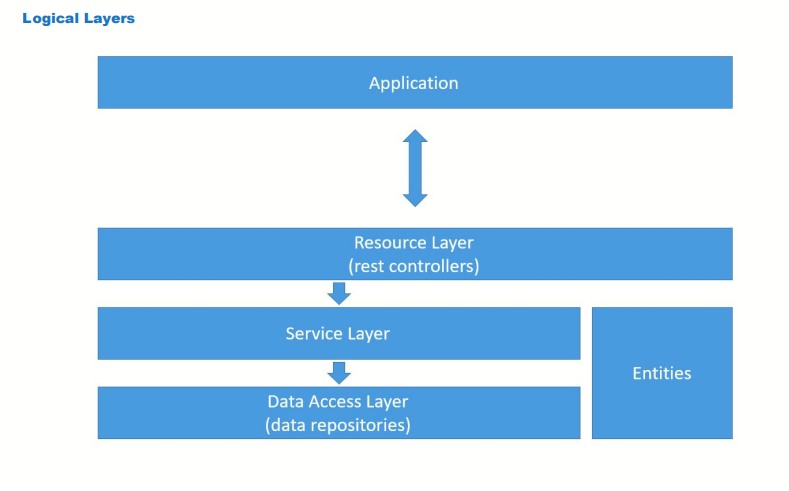 Logical Layers
Application
Resource Layer
(rest controllers)
Service Layer
Entities
Data Access Layer
(data repositories)